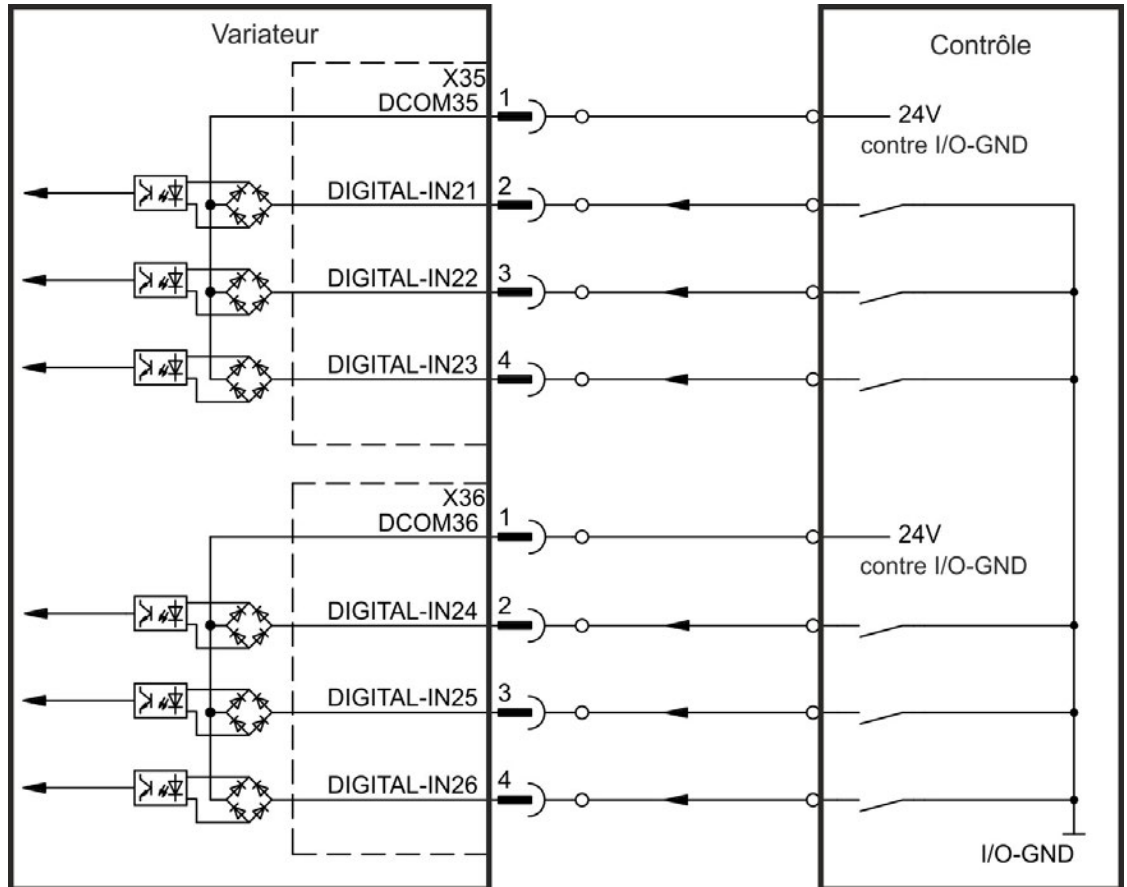 Variateur
Contrôle
X35
DCOM35
1
24V
contre I/O-GND
DIGITAL-IN21
2
DIGITAL-IN22
3
DIGITAL-IN23
4
X36
DCOM36
1
24V
contre I/O-GND
DIGITAL-IN24
2
DIGITAL-IN25
3
DIGITAL-IN26
4
I/O-GND